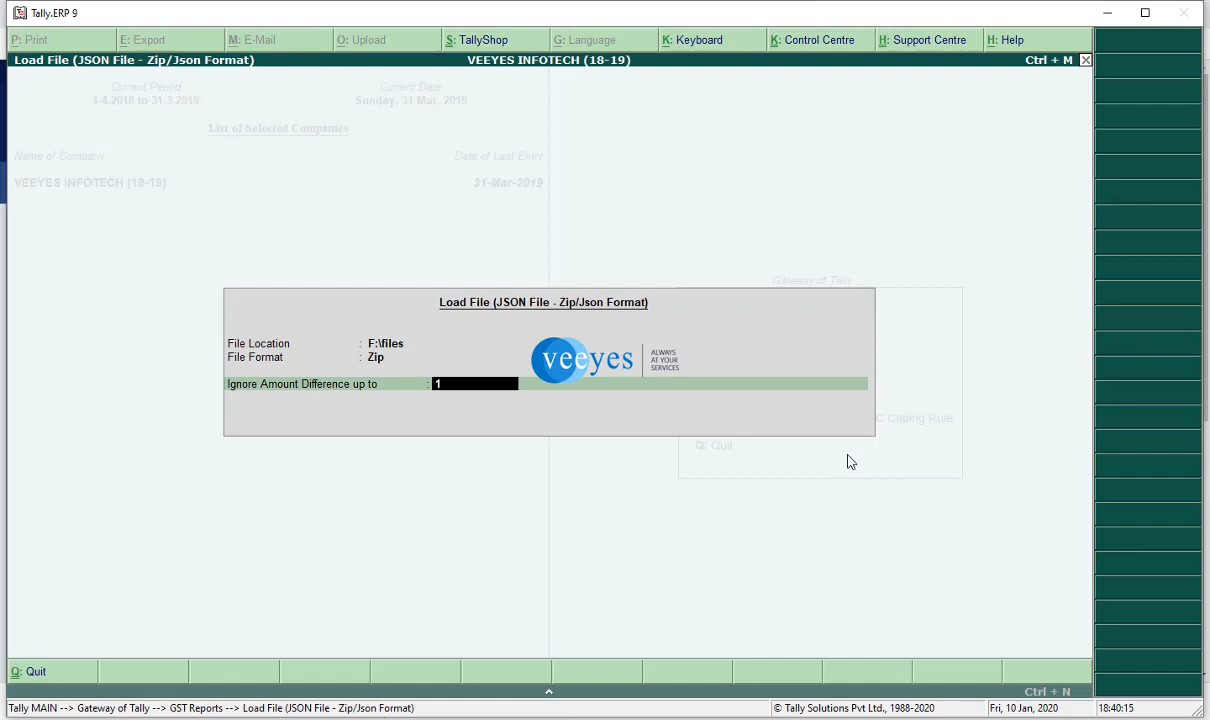 Tally.ERP 9
P: Print E: Export M: E-Mail O: Upload S: TallyShop G: Language K: Keyboard K: Control Centre H: Support Centre H: Help
Load File (JSON File - Zip/Json Format) VEEYES INFOTECH (18-19) Ctrl + M
Current Period Current Date
1-4-2018 to 31-3-2019 Sunday, 31 Mar, 2019
List of Selected Companies
Name of Company Date of Last Entry
VEEYES INFOTECH (18-19) 31-Mar-2019
Gateway of Tally
Load File (JSON File - Zip/Json Format)
File Location : F:\files
File Format : Zip
veeyes
ALWAYS
AT YOUR
SERVICES
Ignore Amount Difference up to : 1
C Caping Rule
Q: Quit
Q: Quit
Ctrl + N
Tally MAIN --> Gateway of Tally --> GST Reports --> Load File (JSON File - Zip/Json Format) © Tally Solutions Pvt Ltd., 1988-2020 Fri, 10 Jan, 2020 18:40:15